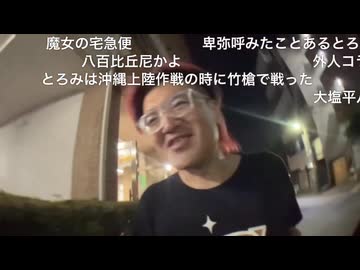 魔女の宅急便
卑弥呼みたことあるとろ
八百比丘尼かよ
外人コラ
とろみは沖縄上陸作戦の時に竹槍で戦った
大塩平八